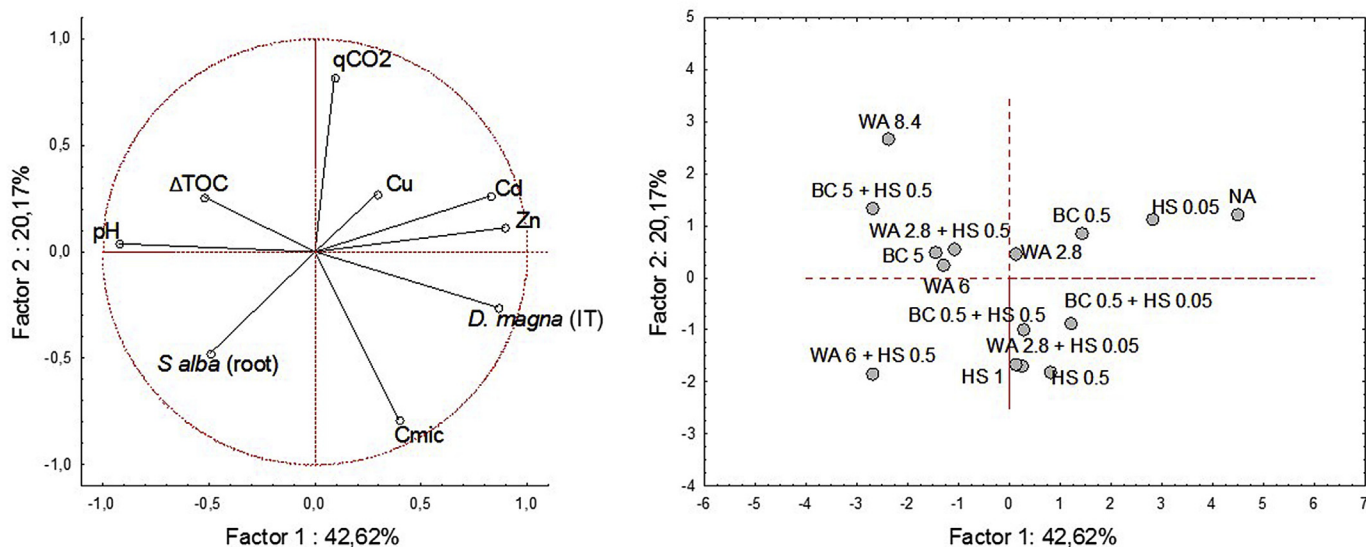 1,0
0,5
0,0
-0,5
-1,0
Factor 2 : 20,17%
qCO2
Cu
Cd
Zn
ΔTOC
pH
D. magna (IT)
S alba (root)
Cmic
-1,0
-0,5
0,0
0,5
1,0
Factor 1 : 42,62%
5
4
3
2
1
0
-1
-2
-3
-4
Factor 2: 20,17%
WA 8.4
BC 5 + HS 0.5
WA 2.8 + HS 0.5
BC 5
WA 6
BC 0.5
HS 0.05
NA
WA 2.8
BC 0.5 + HS 0.05
BC 0.5 + HS 0.5
WA 2.8 + HS 0.05
WA 6 + HS 0.5
HS 1
HS 0.5
-6
-5
-4
-3
-2
-1
0
1
2
3
4
5
6
7
Factor 1: 42,62%